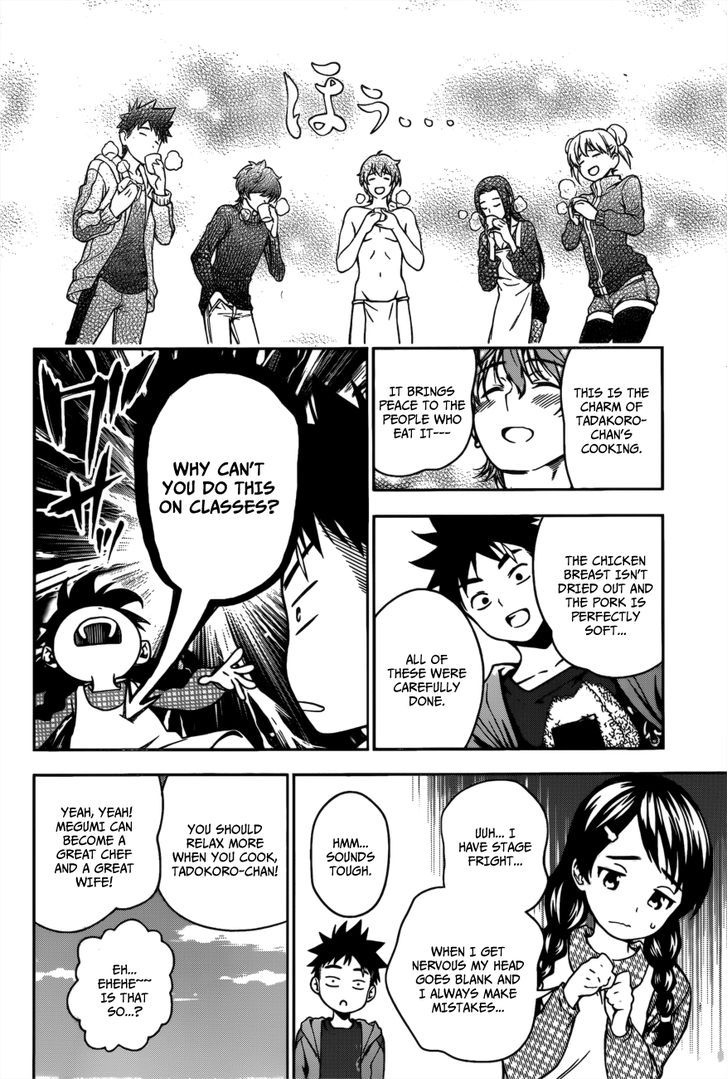 ほう...
THIS IS THE
CHARM OF
TADAKORO-
CHAN'S
COOKING.
IT BRINGS
PEACE TO THE
PEOPLE WHO
EAT IT---
WHY CAN'T
YOU DO THIS
ON CLASSES?
THE CHICKEN
BREAST ISN'T
DRIED OUT AND
THE PORK IS
PERFECTLY
SOFT...
ALL OF
THESE WERE
CAREFULLY
DONE.
UUH... I
HAVE STAGE
FRIGHT...
WHEN I GET
NERVOUS MY HEAD
GOES BLANK AND
I ALWAYS MAKE
MISTAKES...
HMM...
SOUNDS
TOUGH.
YOU SHOULD
RELAX MORE
WHEN YOU COOK,
TADOKORO-CHAN!
YEAH, YEAH!
MEGUMI CAN
BECOME A
GREAT CHEF
AND A GREAT
WIFE!
EH...
EHEHE~~
IS THAT
SO...?